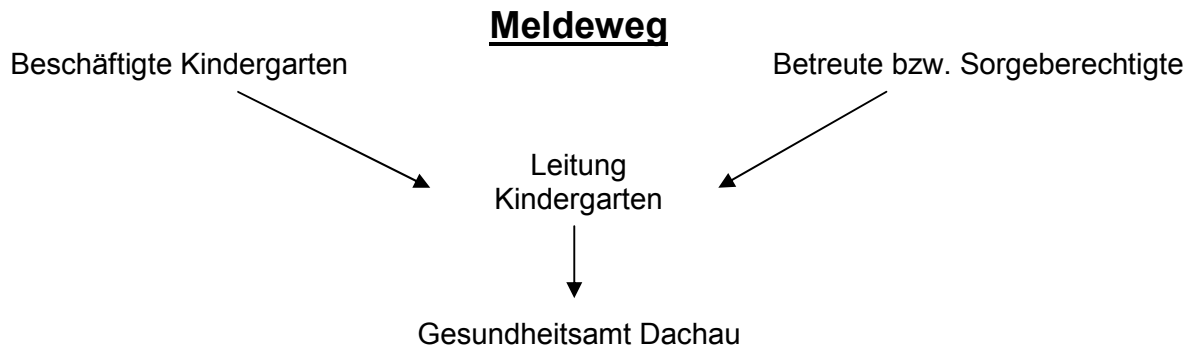 Meldeweg
Beschäftigte Kindergarten
Betreute bzw. Sorgeberechtigte
Leitung
Kindergarten
Gesundheitsamt Dachau